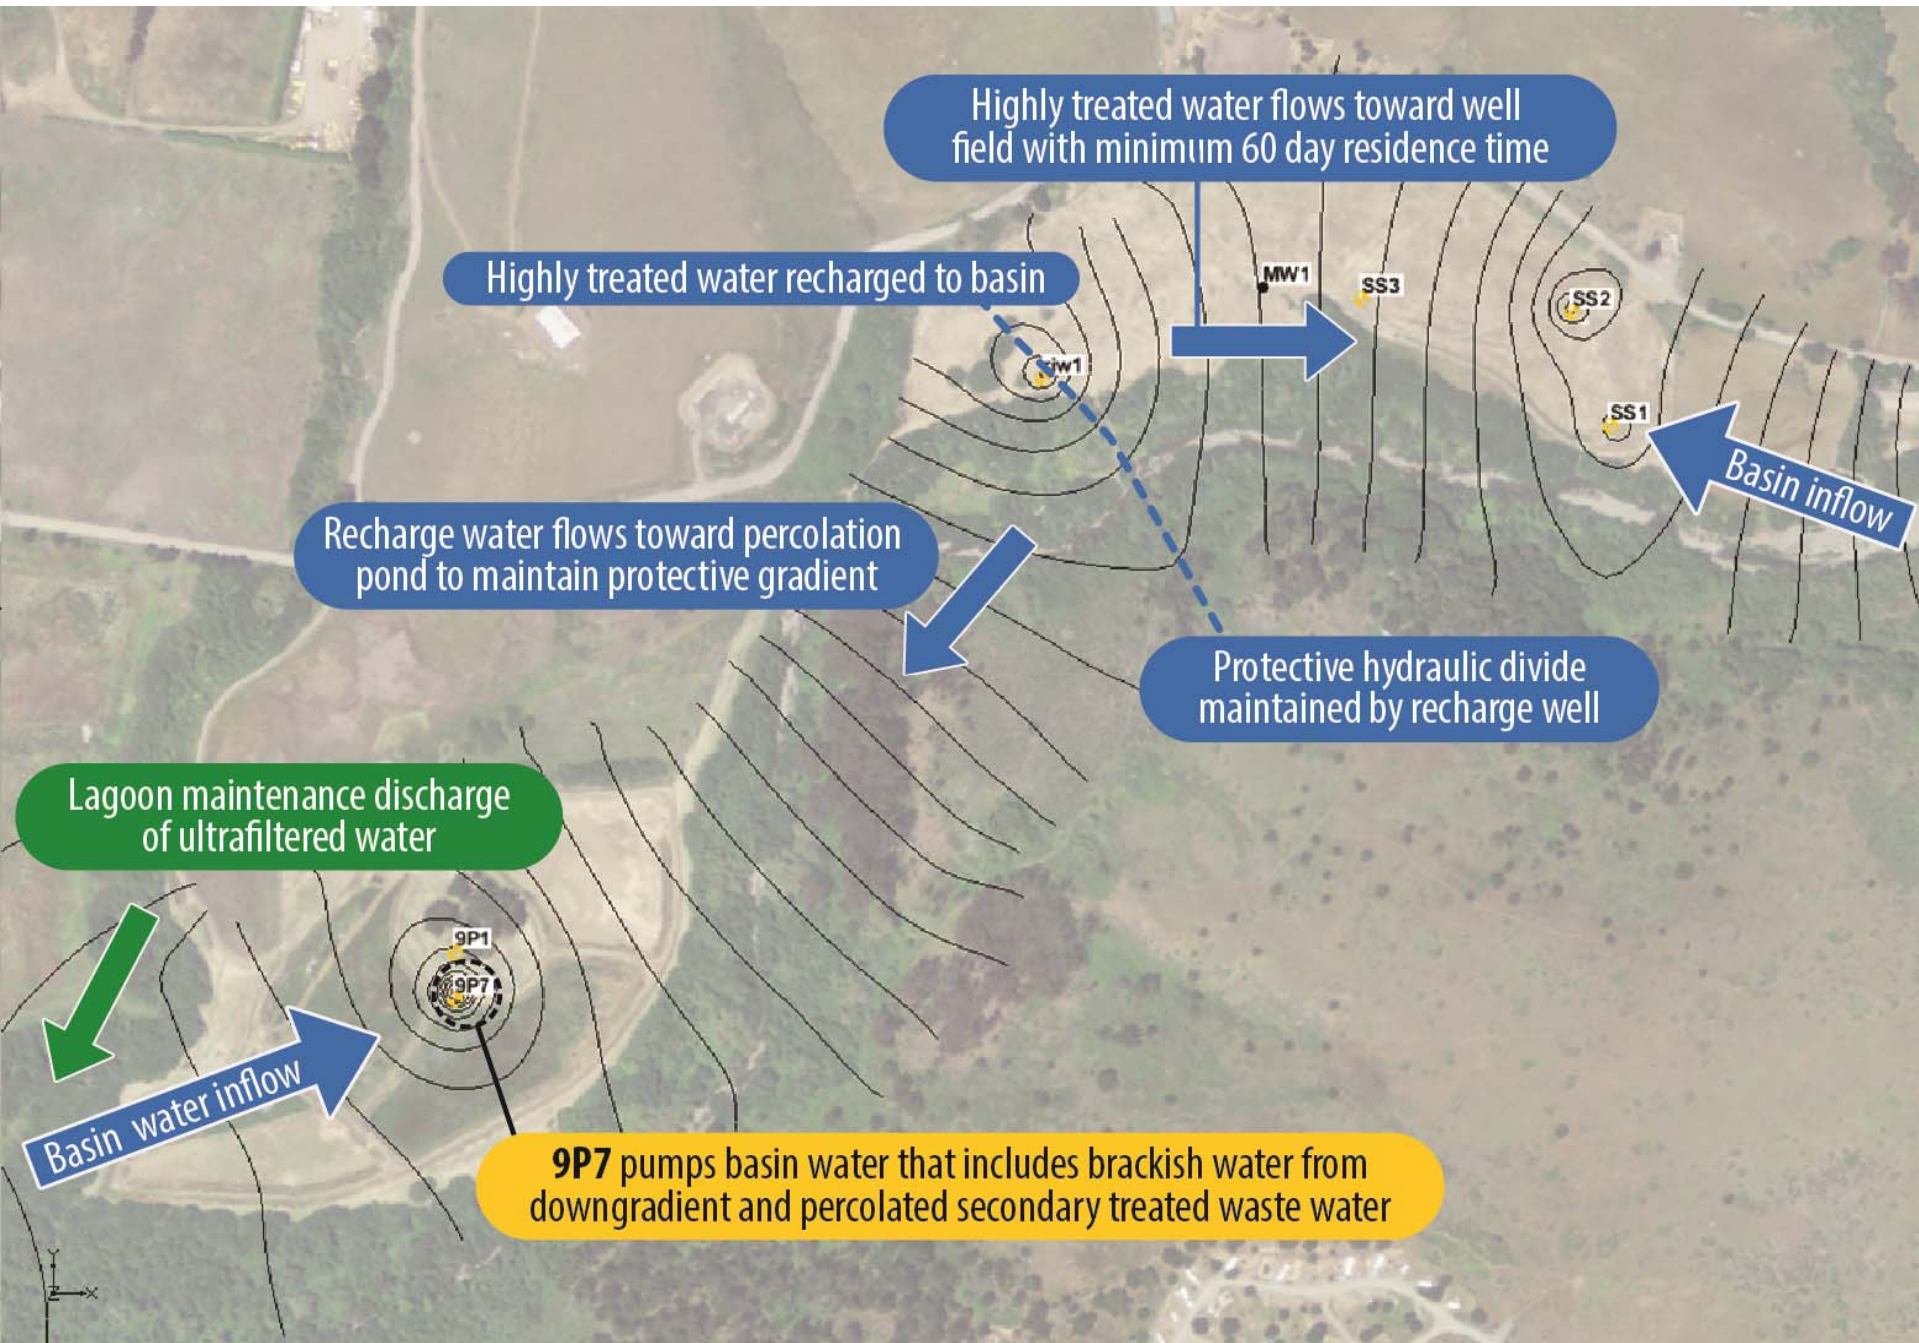 Highly treated water flows toward well
field with minimum 60 day residence time
Highly treated water recharged to basin
MW1
SS3
SS2
iw1
SS1
Basin inflow
Recharge water flows toward percolation
pond to maintain protective gradient
Protective hydraulic divide
maintained by recharge well
Lagoon maintenance discharge
of ultrafiltered water
9P1
9P7
Basin water inflow
9P7 pumps basin water that includes brackish water from
downgradient and percolated secondary treated waste water
Y
Z
X